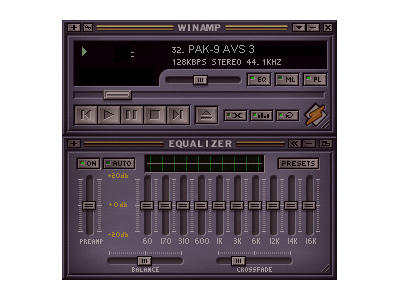 WINAMP
32. PAK-9 AVS 3
128KBPS STEREO 44.1KHZ
EQ ML PL
EQUALIZER
ON AUTO PRESETS
+20db
+0db
-20db
PREAMP 60 170 310 600 1K 3K 6K 12K 14K 16K
BALANCE CROSSFADE